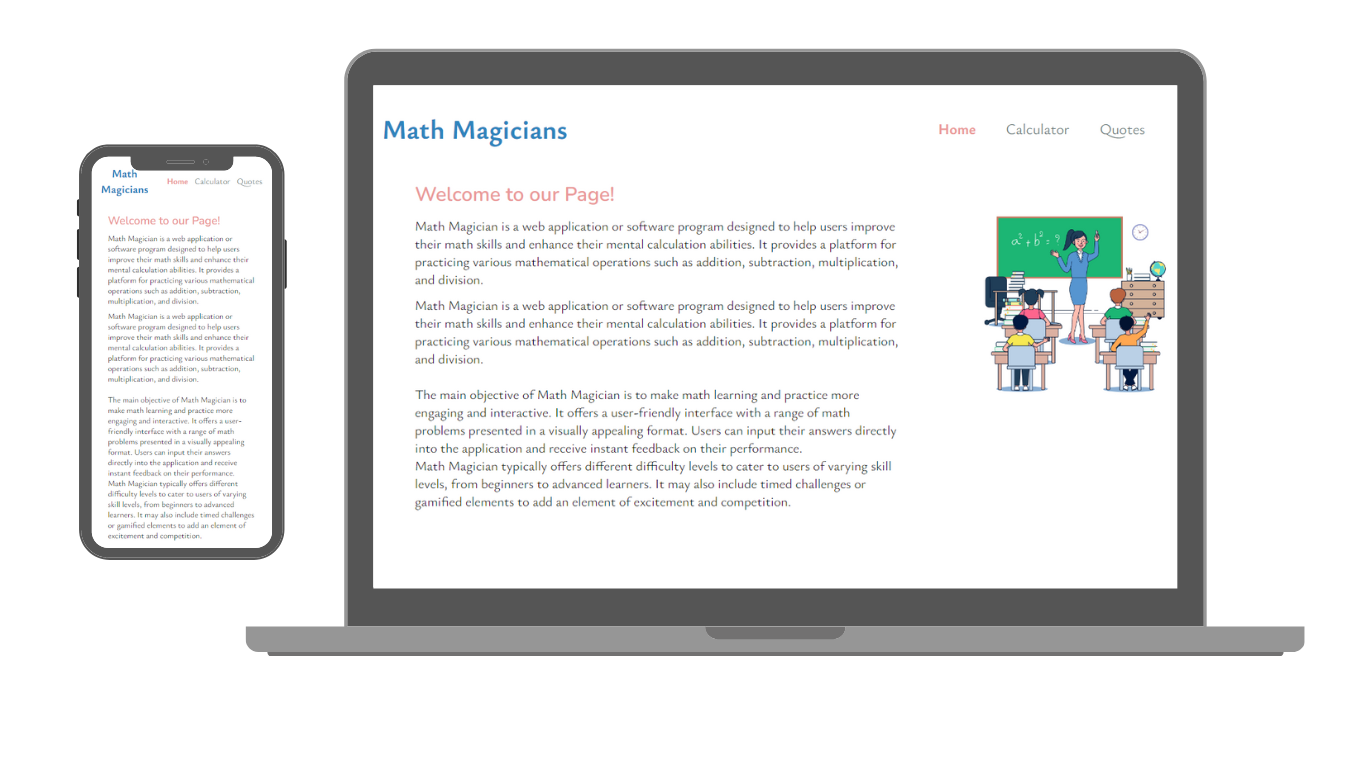 Math
Magicians
Home Calculator Quotes
Welcome to our Page!
Math Magician is a web application or
software program designed to help users
improve their math skills and enhance their
mental calculation abilities. It provides a
platform for practicing various mathematical
operations such as addition, subtraction,
multiplication, and division.
Math Magician is a web application or
software program designed to help users
improve their math skills and enhance their
mental calculation abilities. It provides a
platform for practicing various mathematical
operations such as addition, subtraction,
multiplication, and division.
The main objective of Math Magician is to
make math learning and practice more
engaging and interactive. It offers a user-
friendly interface with a range of math
problems presented in a visually appealing
format. Users can input their answers
directly into the application and receive
instant feedback on their performance.
Math Magician typically offers different
difficulty levels to cater to users of varying
skill levels, from beginners to advanced
learners. It may also include timed challenges
or gamified elements to add an element of
excitement and competition.
Math Magicians
Home Calculator Quotes
Welcome to our Page!
Math Magician is a web application or software program designed to help users improve
their math skills and enhance their mental calculation abilities. It provides a platform for
practicing various mathematical operations such as addition, subtraction, multiplication,
and division.
Math Magician is a web application or software program designed to help users improve
their math skills and enhance their mental calculation abilities. It provides a platform for
practicing various mathematical operations such as addition, subtraction, multiplication,
and division.
The main objective of Math Magician is to make math learning and practice more
engaging and interactive. It offers a user-friendly interface with a range of math
problems presented in a visually appealing format. Users can input their answers directly
into the application and receive instant feedback on their performance.
Math Magician typically offers different difficulty levels to cater to users of varying skill
levels, from beginners to advanced learners. It may also include timed challenges or
gamified elements to add an element of excitement and competition.
a²+b²=?